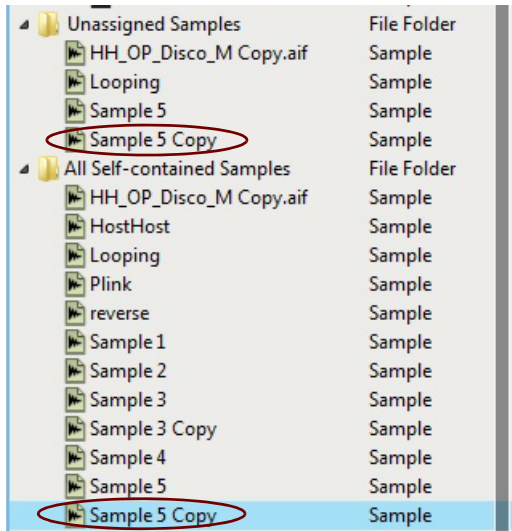 Unassigned Samples File Folder
HH_OP_Disco_M Copy.aif Sample
Looping Sample
Sample 5 Sample
Sample 5 Copy Sample
All Self-contained Samples File Folder
HH_OP_Disco_M Copy.aif Sample
HostHost Sample
Looping Sample
Plink Sample
reverse Sample
Sample 1 Sample
Sample 2 Sample
Sample 3 Sample
Sample 3 Copy Sample
Sample 4 Sample
Sample 5 Sample
Sample 5 Copy Sample